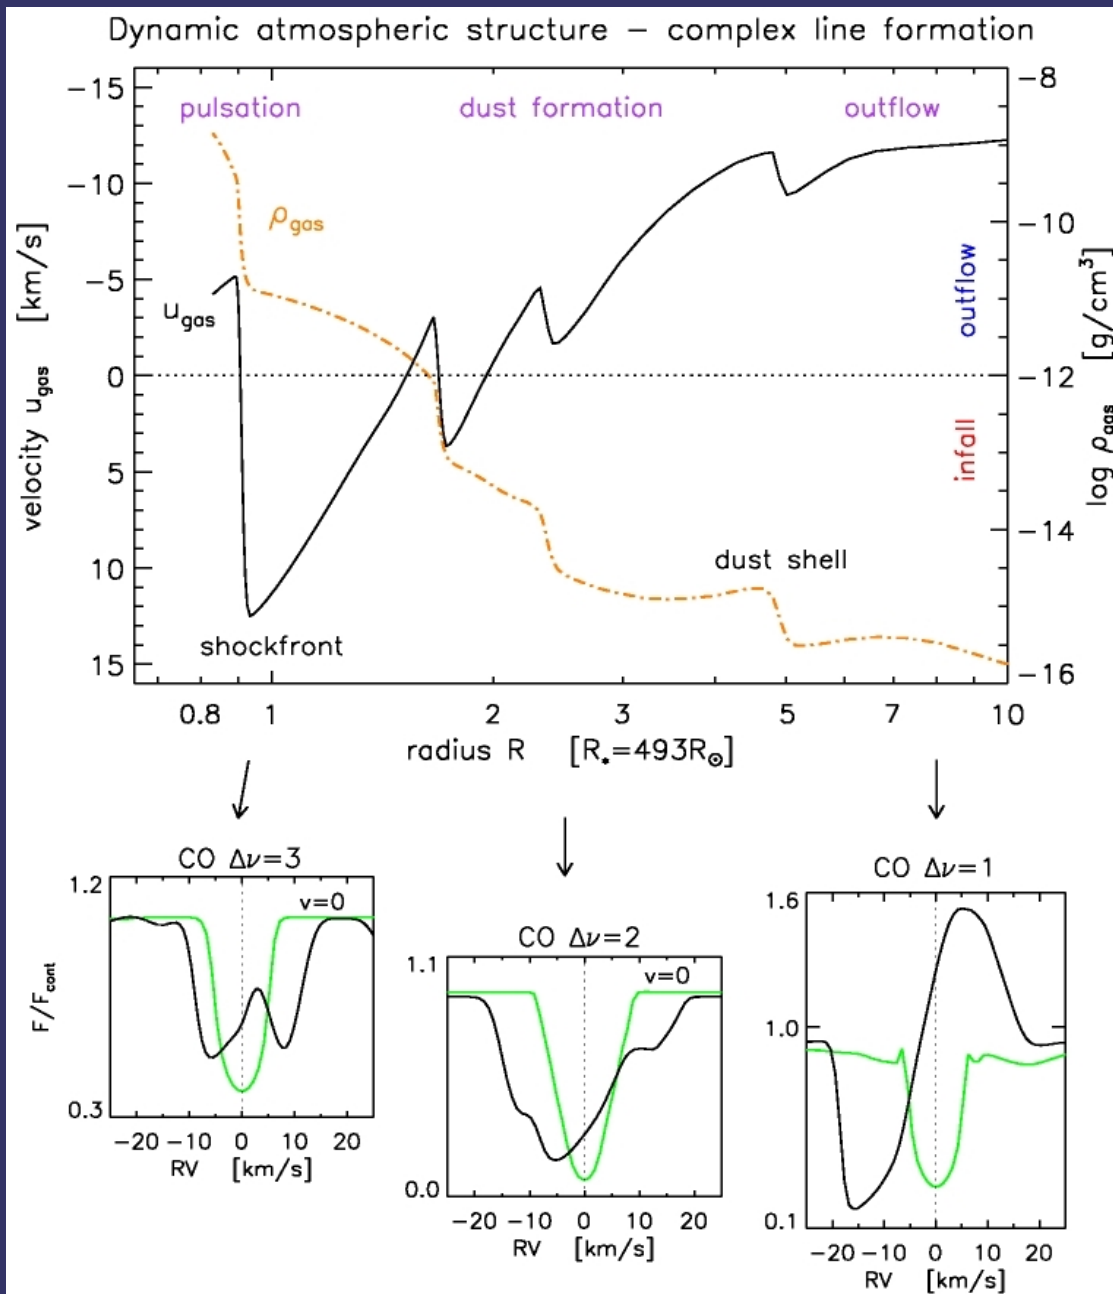 Dynamic atmospheric structure – complex line formation
pulsation
dust formation
outflow
ρgas
ugas
shockfront
dust shell
outflow
infall
velocity ugas [km/s]
−15
−10
−5
0
5
10
15
−8
−10
−12
−14
−16
log ρgas [g/cm³]
0.8 1 2 3 5 7 10
radius R [R*=493R☉]
CO Δν=3
1.2
v=0
F/Fcont
0.3
−20 −10 0 10 20
RV [km/s]
CO Δν=2
1.1
v=0
0.0
−20 −10 0 10 20
RV [km/s]
CO Δν=1
1.6
1.0
0.1
−20 −10 0 10 20
RV [km/s]